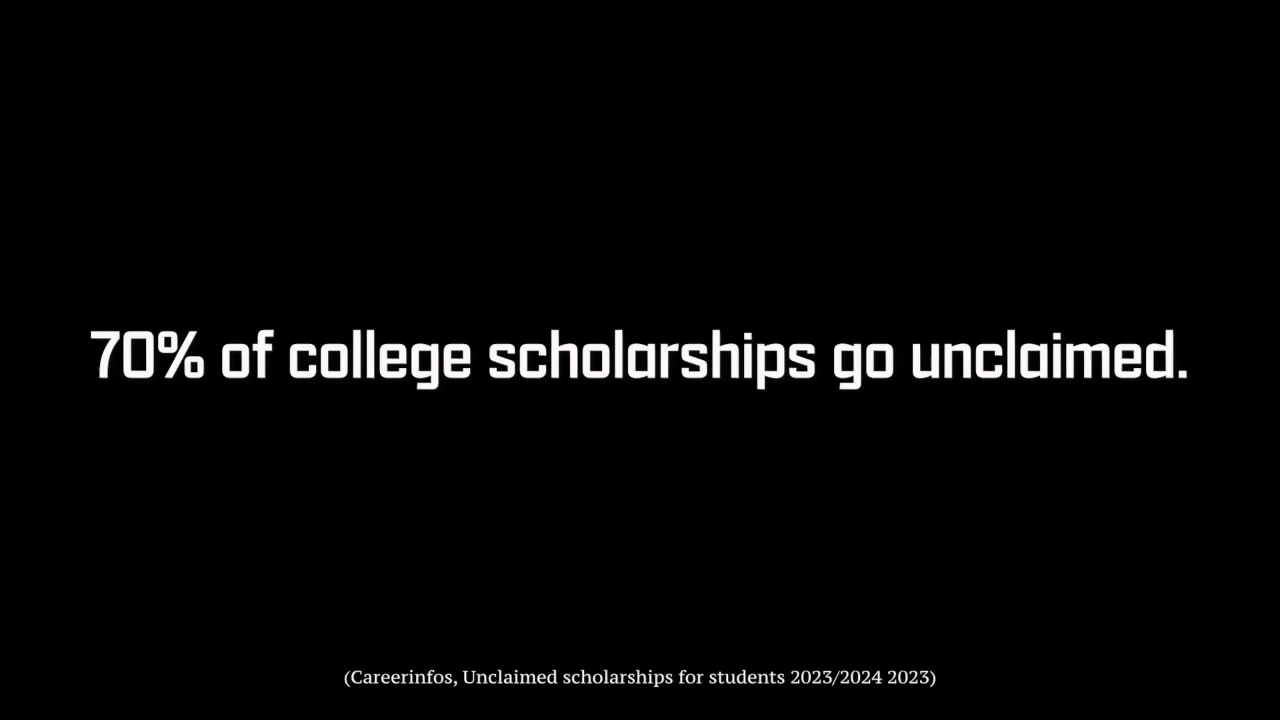 70% of college scholarships go unclaimed.
(Careerinfos, Unclaimed scholarships for students 2023/2024 2023)